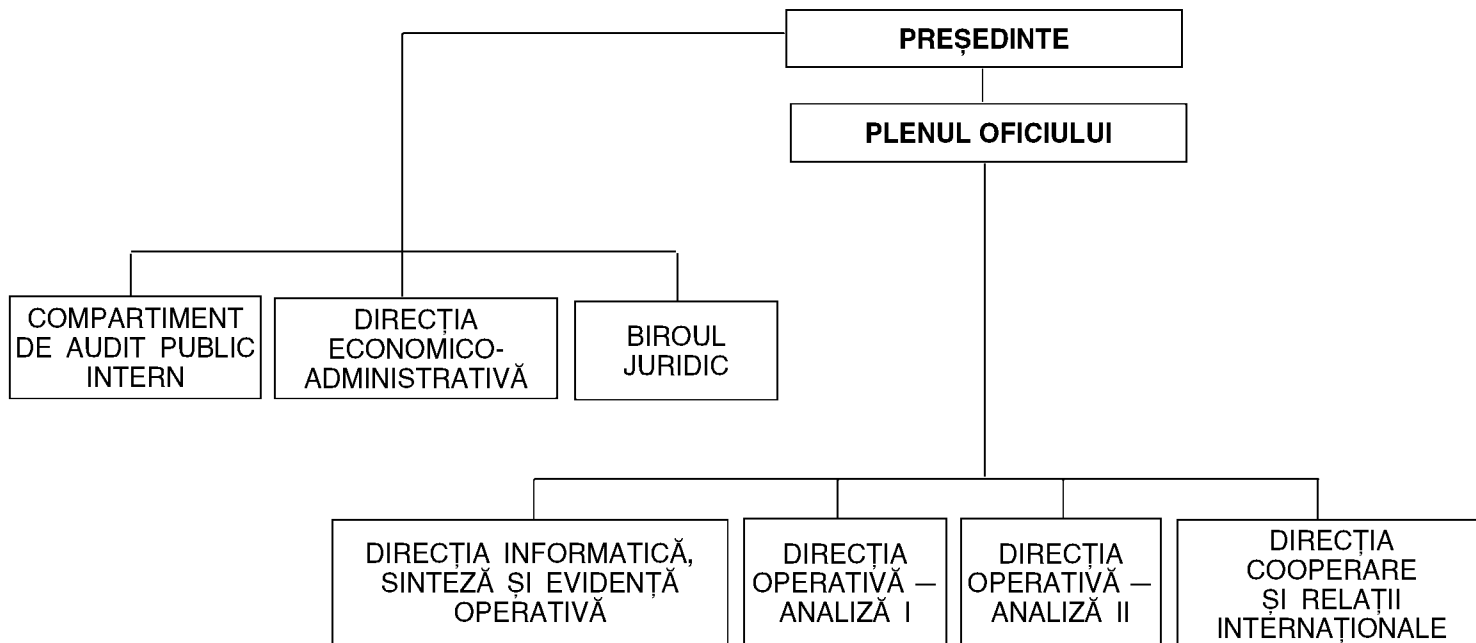 PREȘEDINTE
PLENUL OFICIULUI
COMPARTIMENT
DE AUDIT PUBLIC
INTERN
DIRECȚIA
ECONOMICO-
ADMINISTRATIVĂ
BIROUL
JURIDIC
DIRECȚIA INFORMATICĂ,
SINTEZĂ ȘI EVIDENȚĂ
OPERATIVĂ
DIRECȚIA
OPERATIVĂ —
ANALIZĂ I
DIRECȚIA
OPERATIVĂ —
ANALIZĂ II
DIRECȚIA
COOPERARE
ȘI RELAȚII
INTERNAȚIONALE